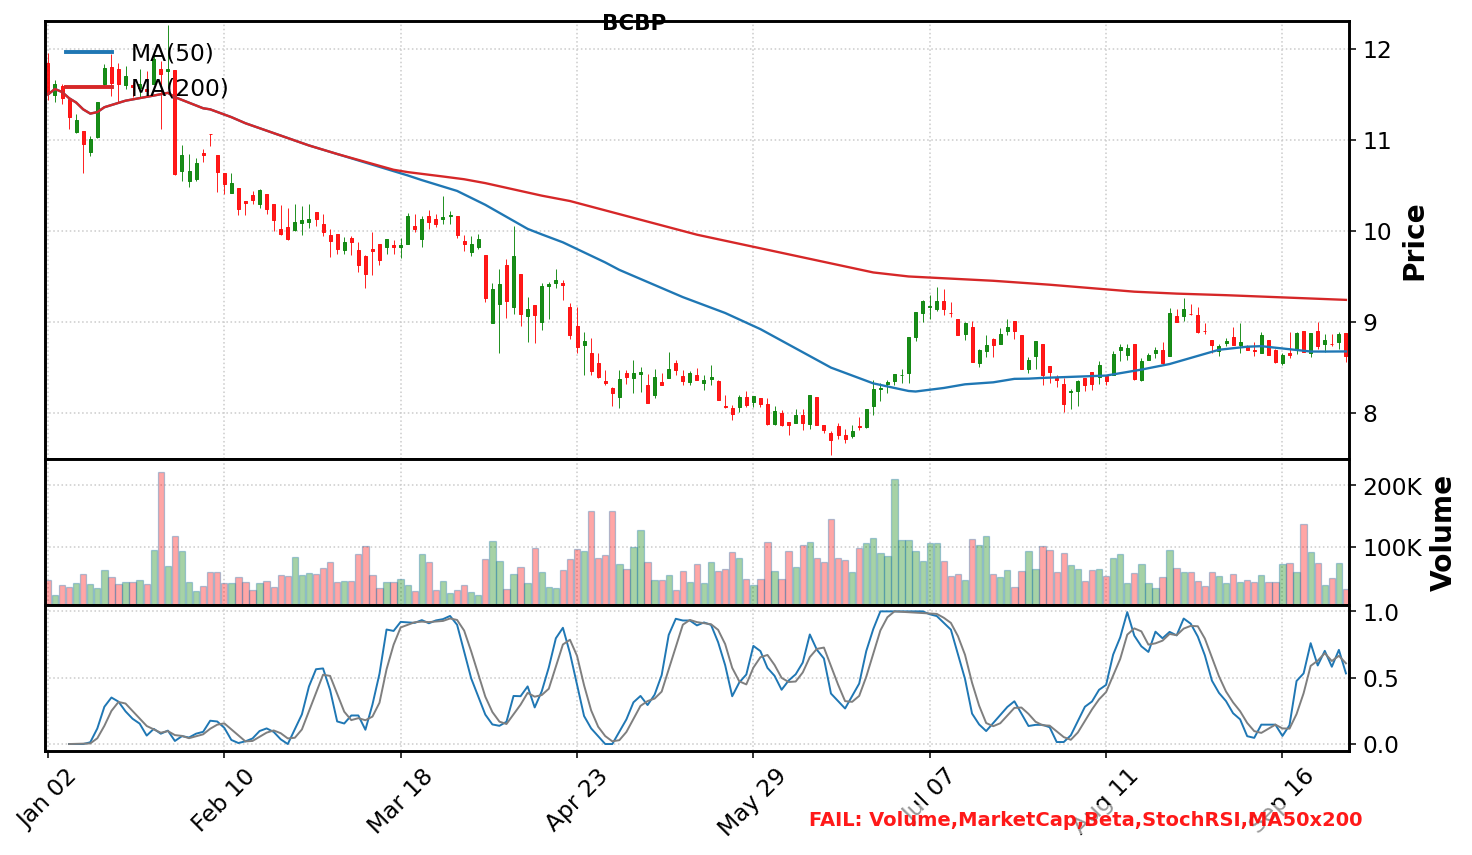 BCBP
MA(50)
MA(200)
12
11
10
9
8
Price
200K
100K
Volume
1.0
0.5
0.0
Jan 02
Feb 10
Mar 18
Apr 23
May 29
Jul 07
Aug 11
Sep 16
FAIL: Volume,MarketCap,Beta,StochRSI,MA50x200